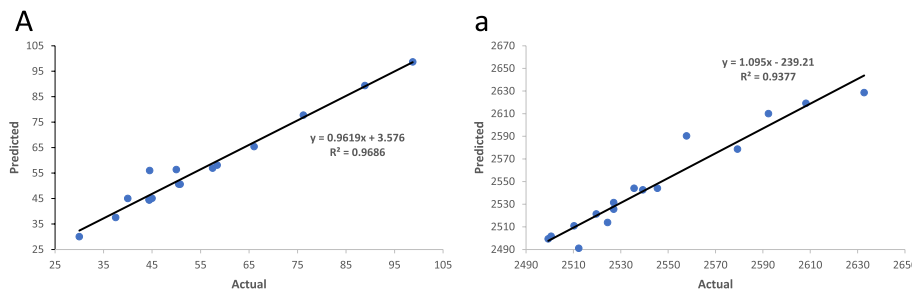 A
105
95
85
75
65
55
45
35
25
Predicted
y = 0.9619x + 3.576
R² = 0.9686
25 35 45 55 65 75 85 95 105
Actual
a
2670
2650
2630
2610
2590
2570
2550
2530
2510
2490
Predicted
y = 1.095x - 239.21
R² = 0.9377
2490 2510 2530 2550 2570 2590 2610 2630 265
Actual